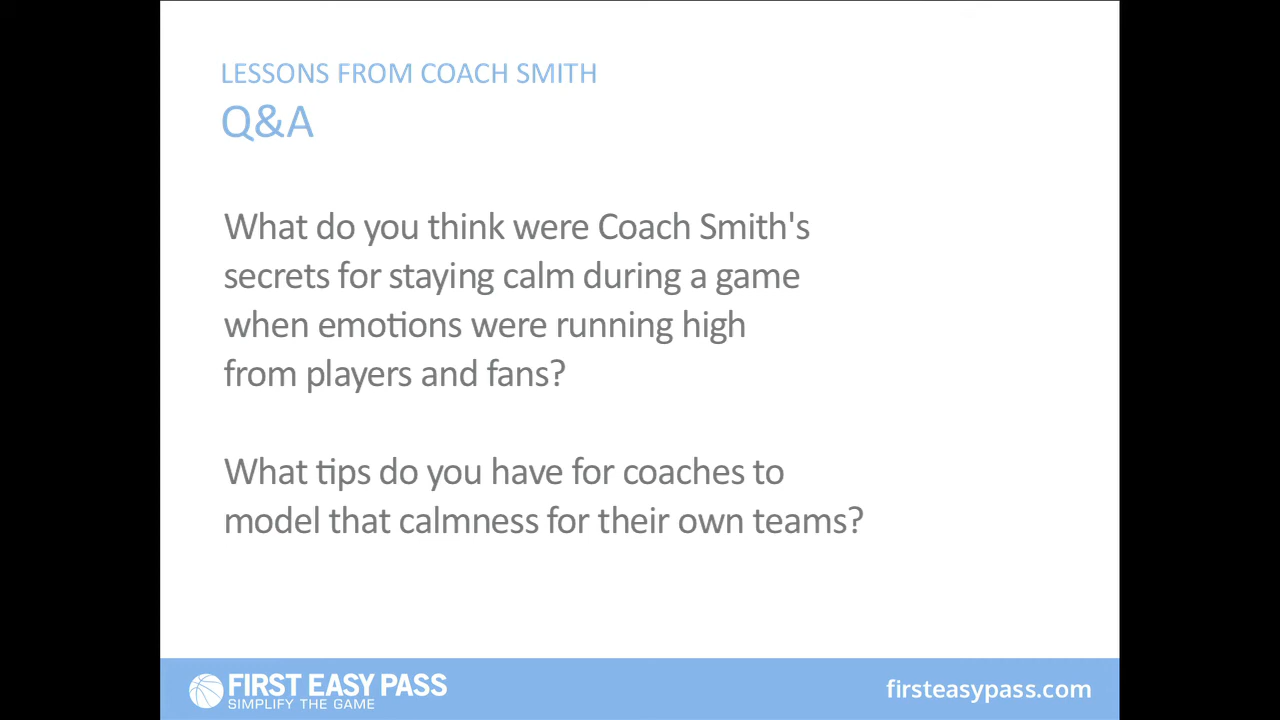 LESSONS FROM COACH SMITH
Q&A
What do you think were Coach Smith's
secrets for staying calm during a game
when emotions were running high
from players and fans?
What tips do you have for coaches to
model that calmness for their own teams?
FIRST EASY PASS
SIMPLIFY THE GAME
firsteasypass.com